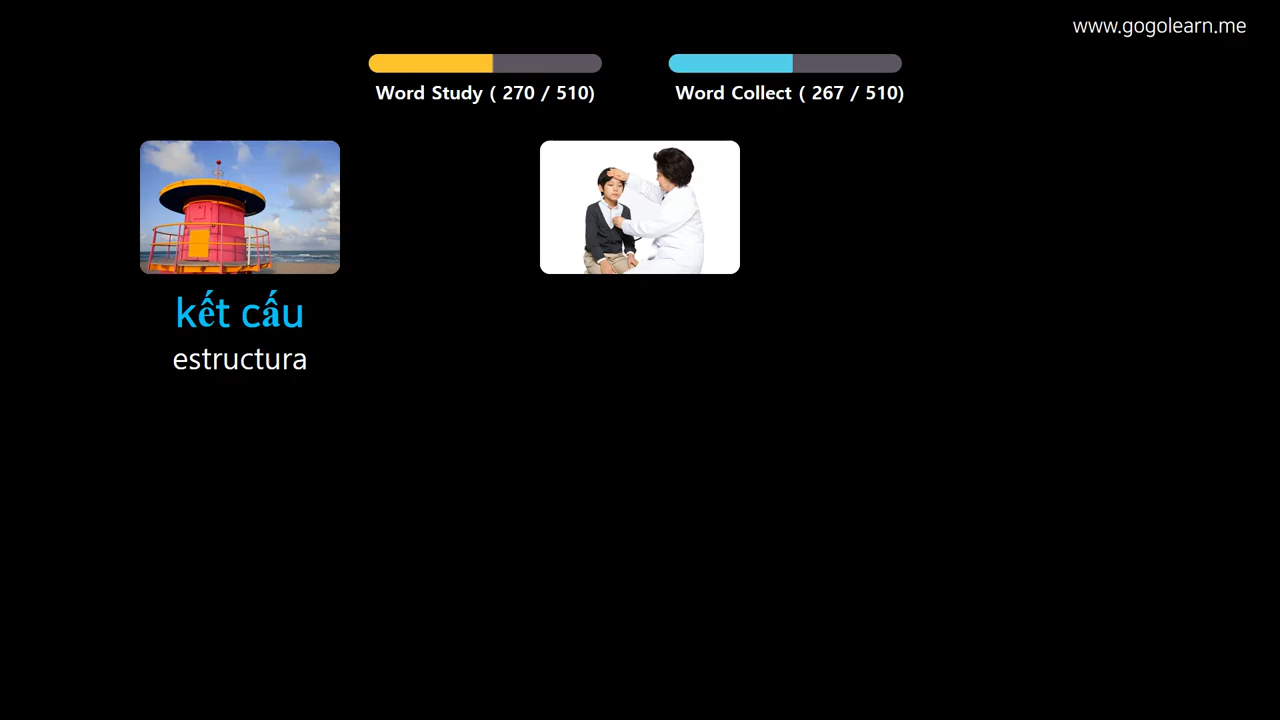 www.gogolearn.me
Word Study ( 270 / 510)
Word Collect ( 267 / 510)
kết cấu
estructura